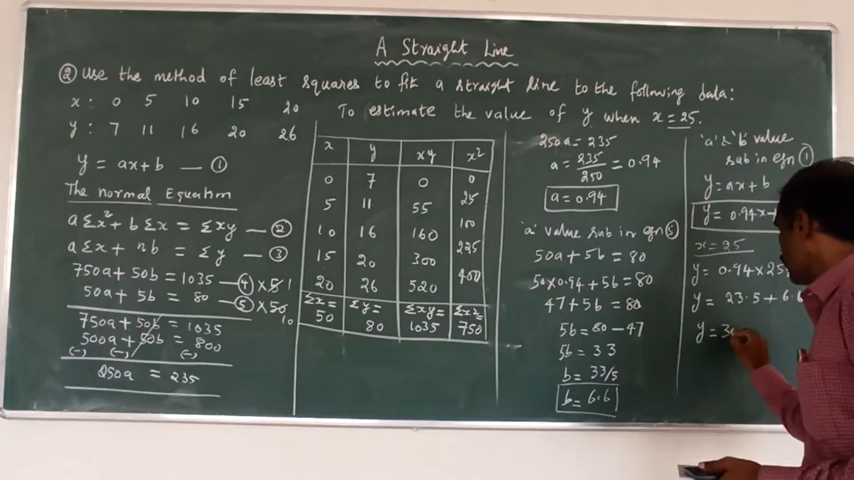 A Straight Line
② Use the method of least squares to fit a straight line to the following data:
x: 0 5 10 15 20
y: 7 11 16 20 26
To estimate the value of y when x = 25.
y = ax + b — ①
The normal Equation
aΣx² + bΣx = Σxy — ②
aΣx + nb = Σy — ③
750a + 50b = 1035 — ④ × 5 1
50a + 5b = 80 — ⑤ × 50 10
750a + 50b = 1035
500a + 50b = 800
(-) (-) (-)
250a = 235
x y xy x²
0 7 0 0
5 11 55 25
10 16 160 100
15 20 300 225
20 26 520 400
Σx = 50 Σy = 80 Σxy = 1035 Σx² = 750
250a = 235
a = 235/250 = 0.94
a = 0.94
'a' value sub in eqn ⑤
50a + 5b = 80
50×0.94 + 5b = 80
47 + 5b = 80
5b = 80 - 47
5b = 33
b = 33/5
b = 6.6
'a' & 'b' value
sub in eqn ①
y = ax + b
y = 0.94x
x = 25
y = 0.94 × 25
y = 23.5 + 6.6
y = 3